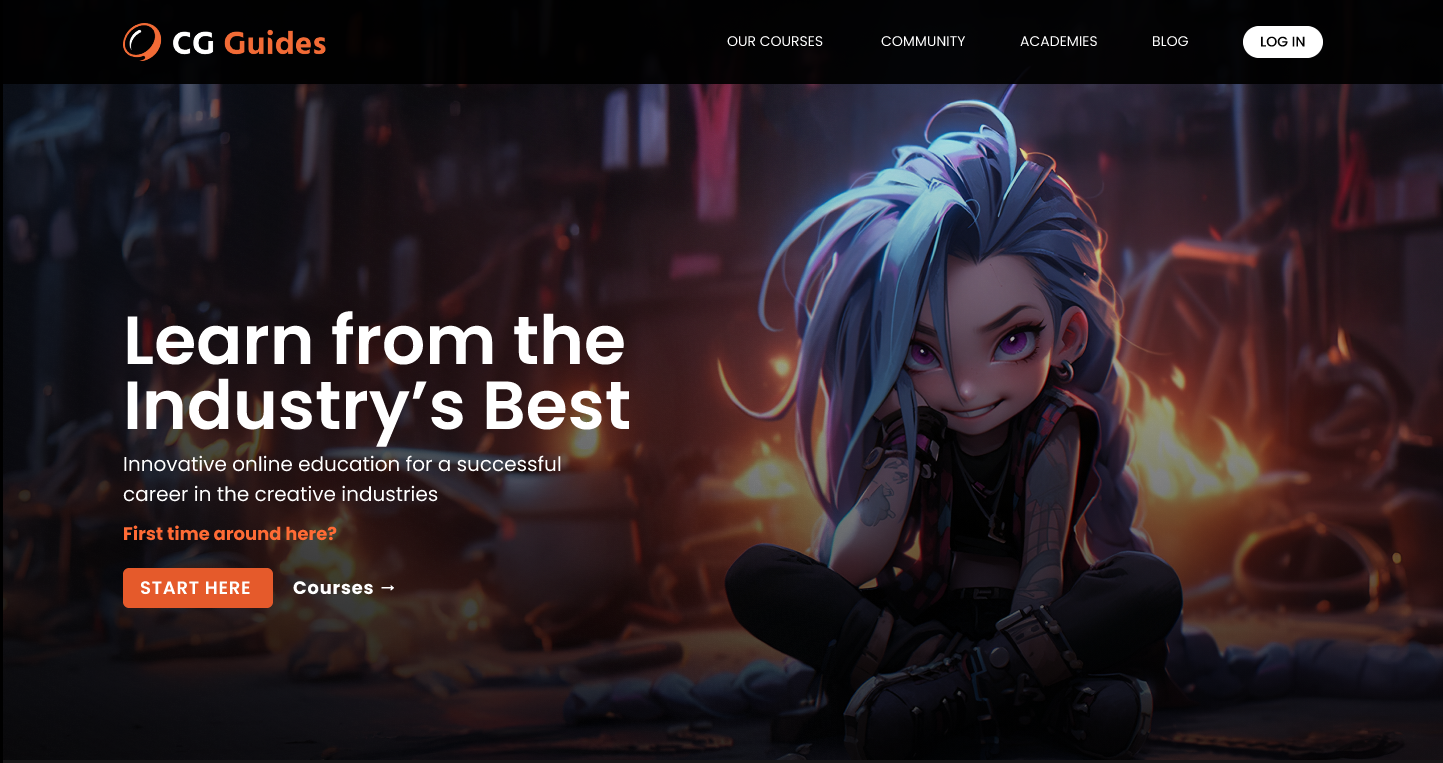 CG Guides
OUR COURSES
COMMUNITY
ACADEMIES
BLOG
LOG IN
Learn from the
Industry’s Best
Innovative online education for a successful
career in the creative industries
First time around here?
START HERE
Courses →